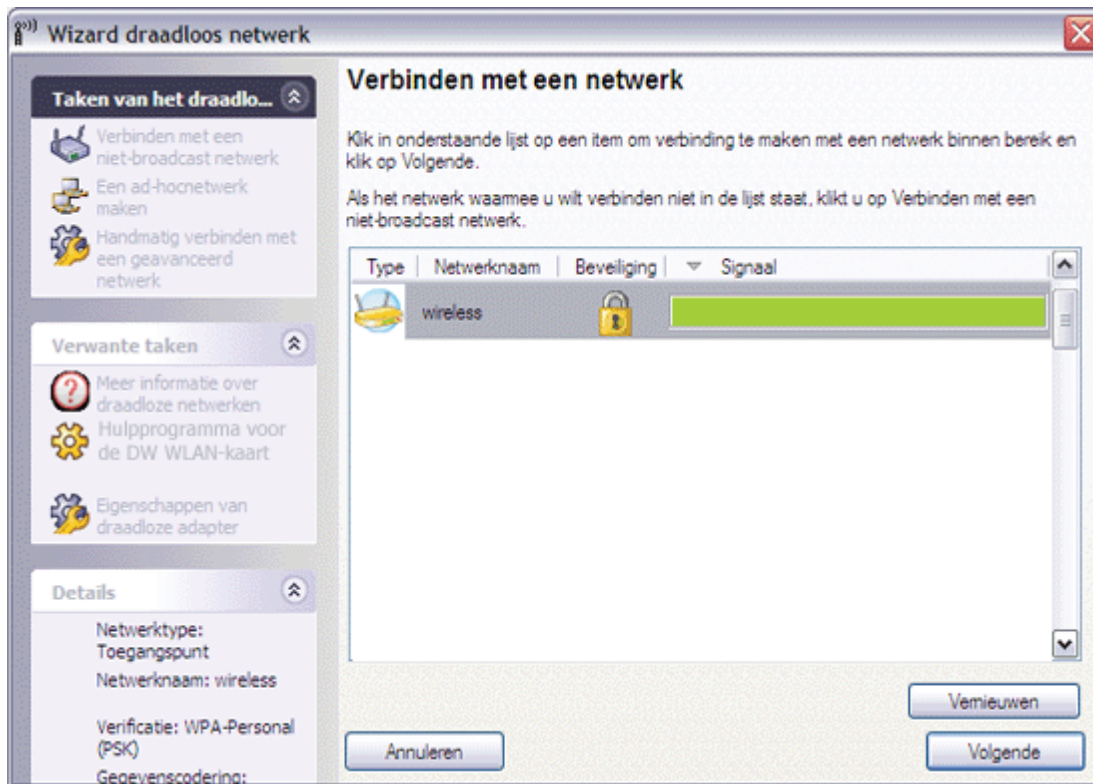 Wizard draadloos netwerk
Taken van het draadlo...
Verbinden met een
niet-broadcast netwerk
Een ad-hocnetwerk
maken
Handmatig verbinden met
een geavanceerd
netwerk
Verwante taken
Meer informatie over
draadloze netwerken
Hulpprogramma voor
de DW WLAN-kaart
Eigenschappen van
draadloze adapter
Details
Netwerktype:
Toegangspunt
Netwerknaam: wireless
Verificatie: WPA-Personal
(PSK)
Gegevenscodering:
Verbinden met een netwerk
Klik in onderstaande lijst op een item om verbinding te maken met een netwerk binnen bereik en
klik op Volgende.
Als het netwerk waarmee u wilt verbinden niet in de lijst staat, klikt u op Verbinden met een
niet-broadcast netwerk.
Type Netwerknaam Beveiliging Signaal
wireless
Vernieuwen
Annuleren Volgende